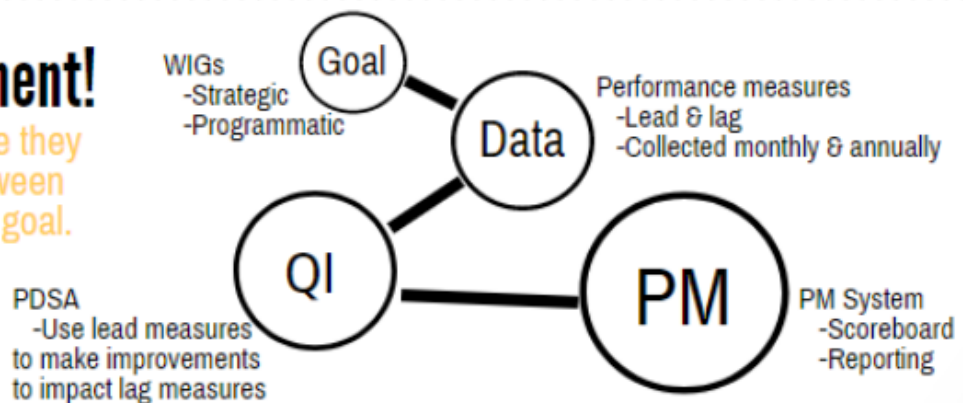 nent!
e they
ween
goal.
WIGs
-Strategic
-Programmatic
Goal
Data
Performance measures
-Lead & lag
-Collected monthly & annually
QI
PDSA
-Use lead measures
to make improvements
to impact lag measures
PM
PM System
-Scoreboard
-Reporting